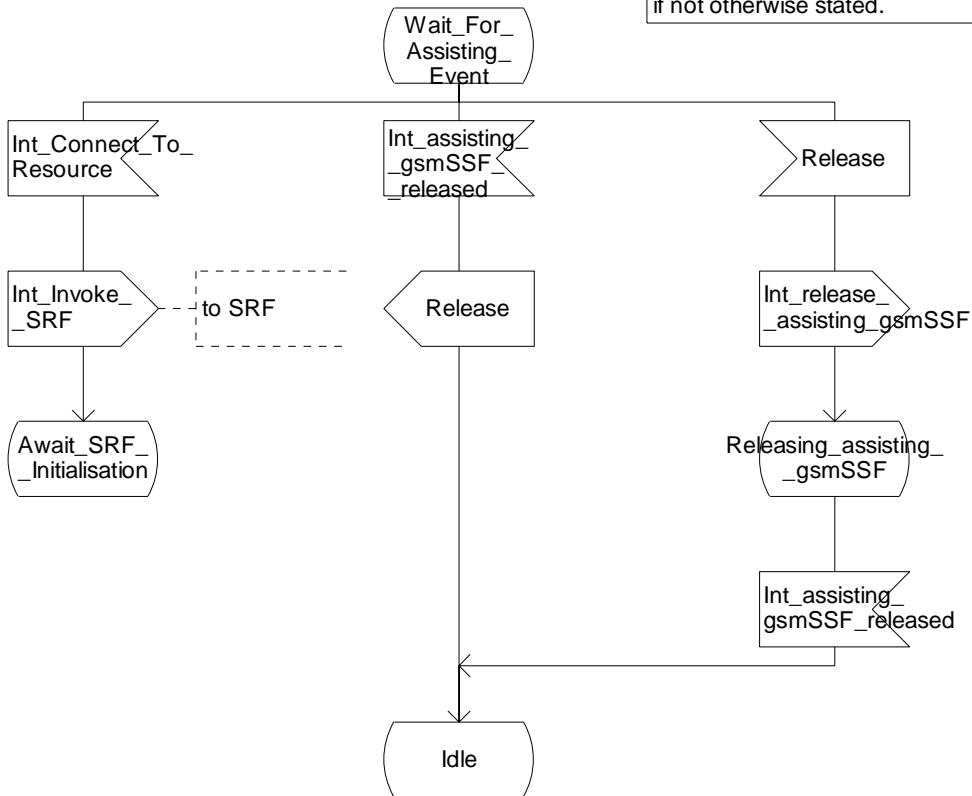 if not otherwise stated.
Wait_For_
Assisting_
Event
Int_Connect_To_
Resource
Int_assisting_
_gsmSSF_
_released
Release
Int_Invoke_
_SRF
to SRF
Release
Int_release_
_assisting_gsmSSF
Await_SRF_
_Initialisation
Releasing_assisting_
_gsmSSF
Int_assisting_
gsmSSF_released
Idle